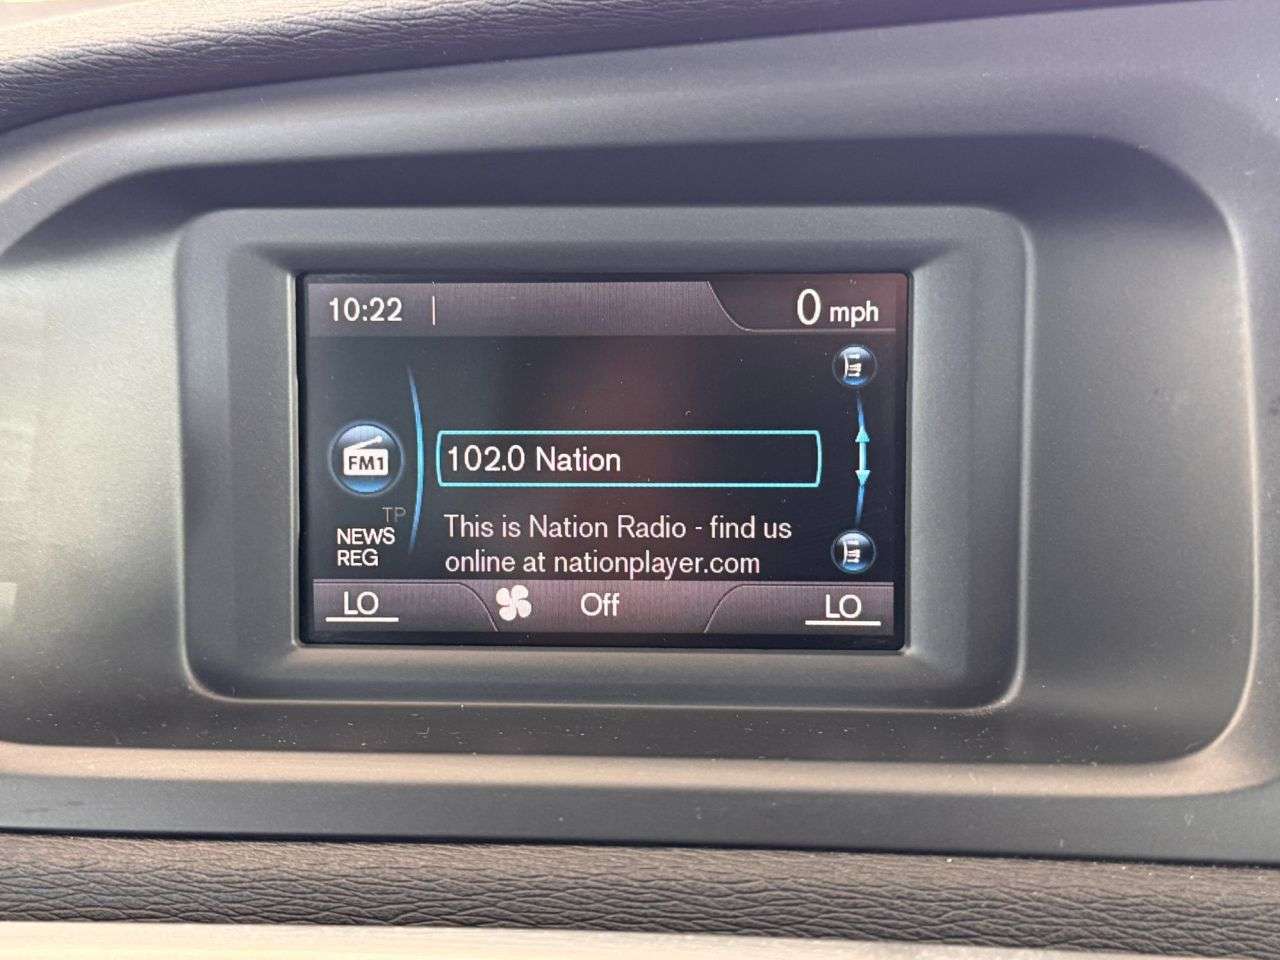 10:22
0 mph
102.0 Nation
FM1
TP
NEWS
REG
This is Nation Radio - find us
online at nationplayer.com
LO
Off
LO